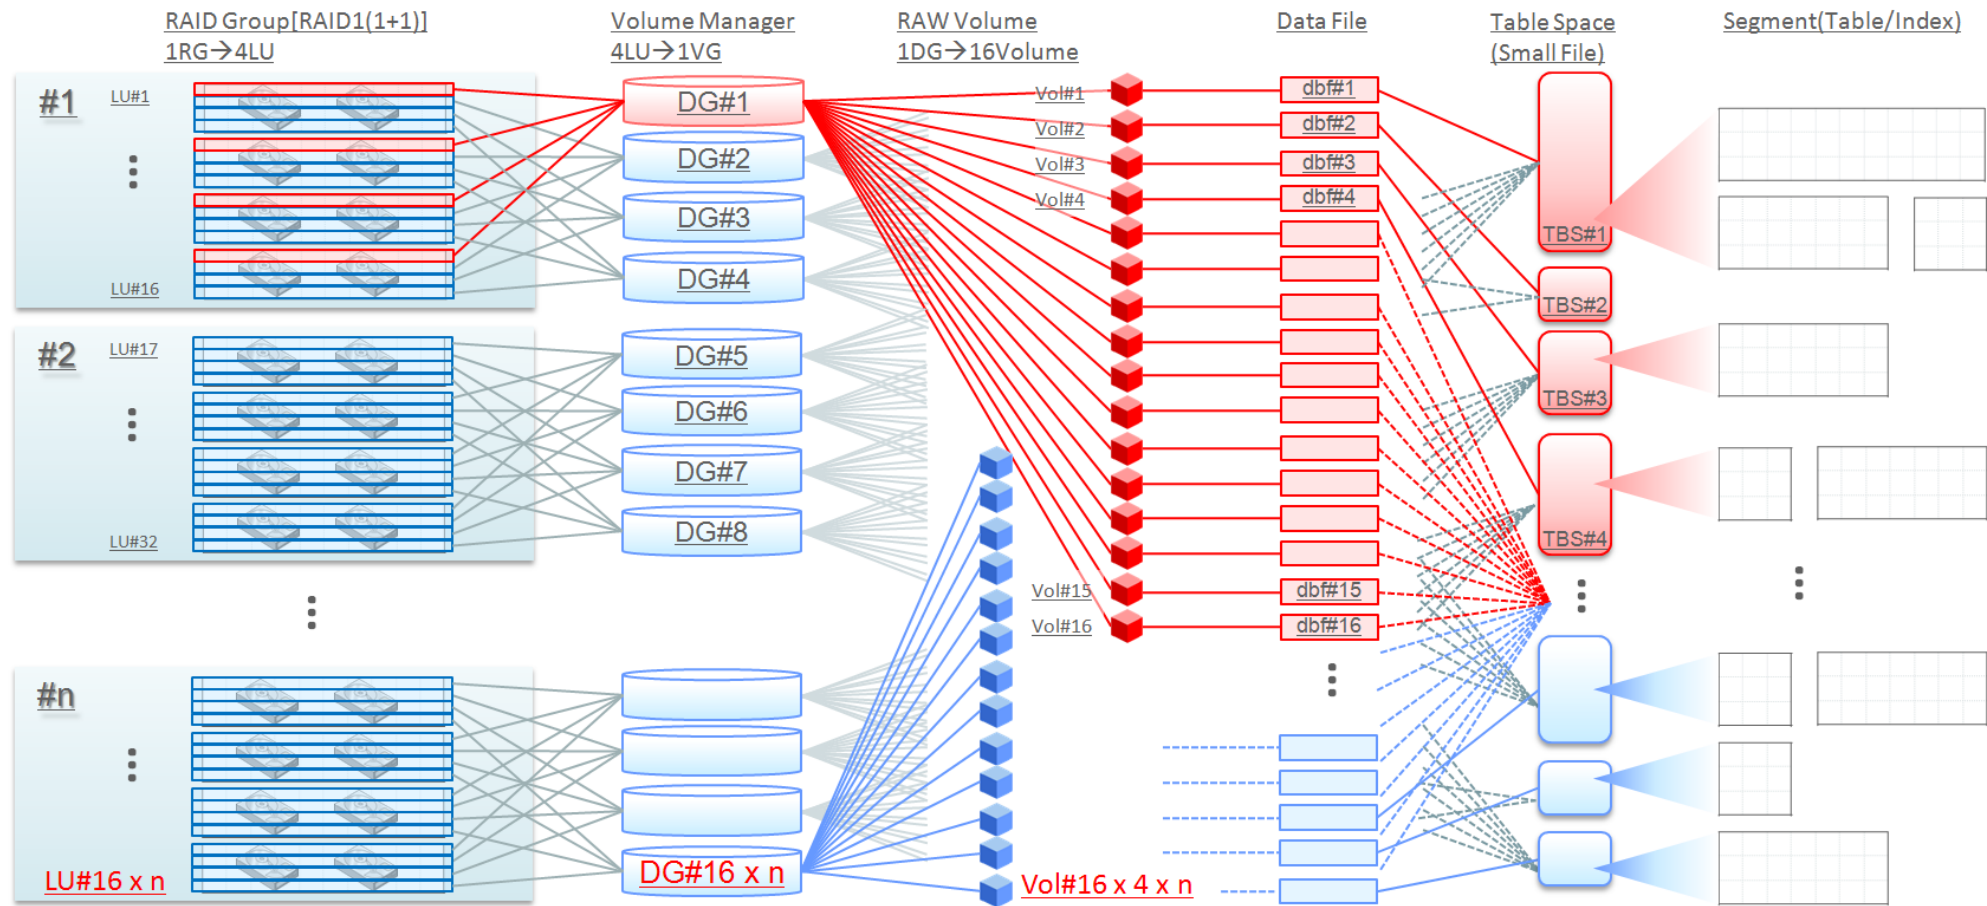 RAID Group[RAID1(1+1)]
1RG→4LU
Volume Manager
4LU→1VG
RAW Volume
1DG→16Volume
Data File
Table Space
(Small File)
Segment(Table/Index)
#1
LU#1
LU#16
#2
LU#17
LU#32
#n
LU#16 x n
DG#1
DG#2
DG#3
DG#4
DG#5
DG#6
DG#7
DG#8
DG#16 x n
Vol#1
Vol#2
Vol#3
Vol#4
Vol#15
Vol#16
Vol#16 x 4 x n
dbf#1
dbf#2
dbf#3
dbf#4
dbf#15
dbf#16
TBS#1
TBS#2
TBS#3
TBS#4